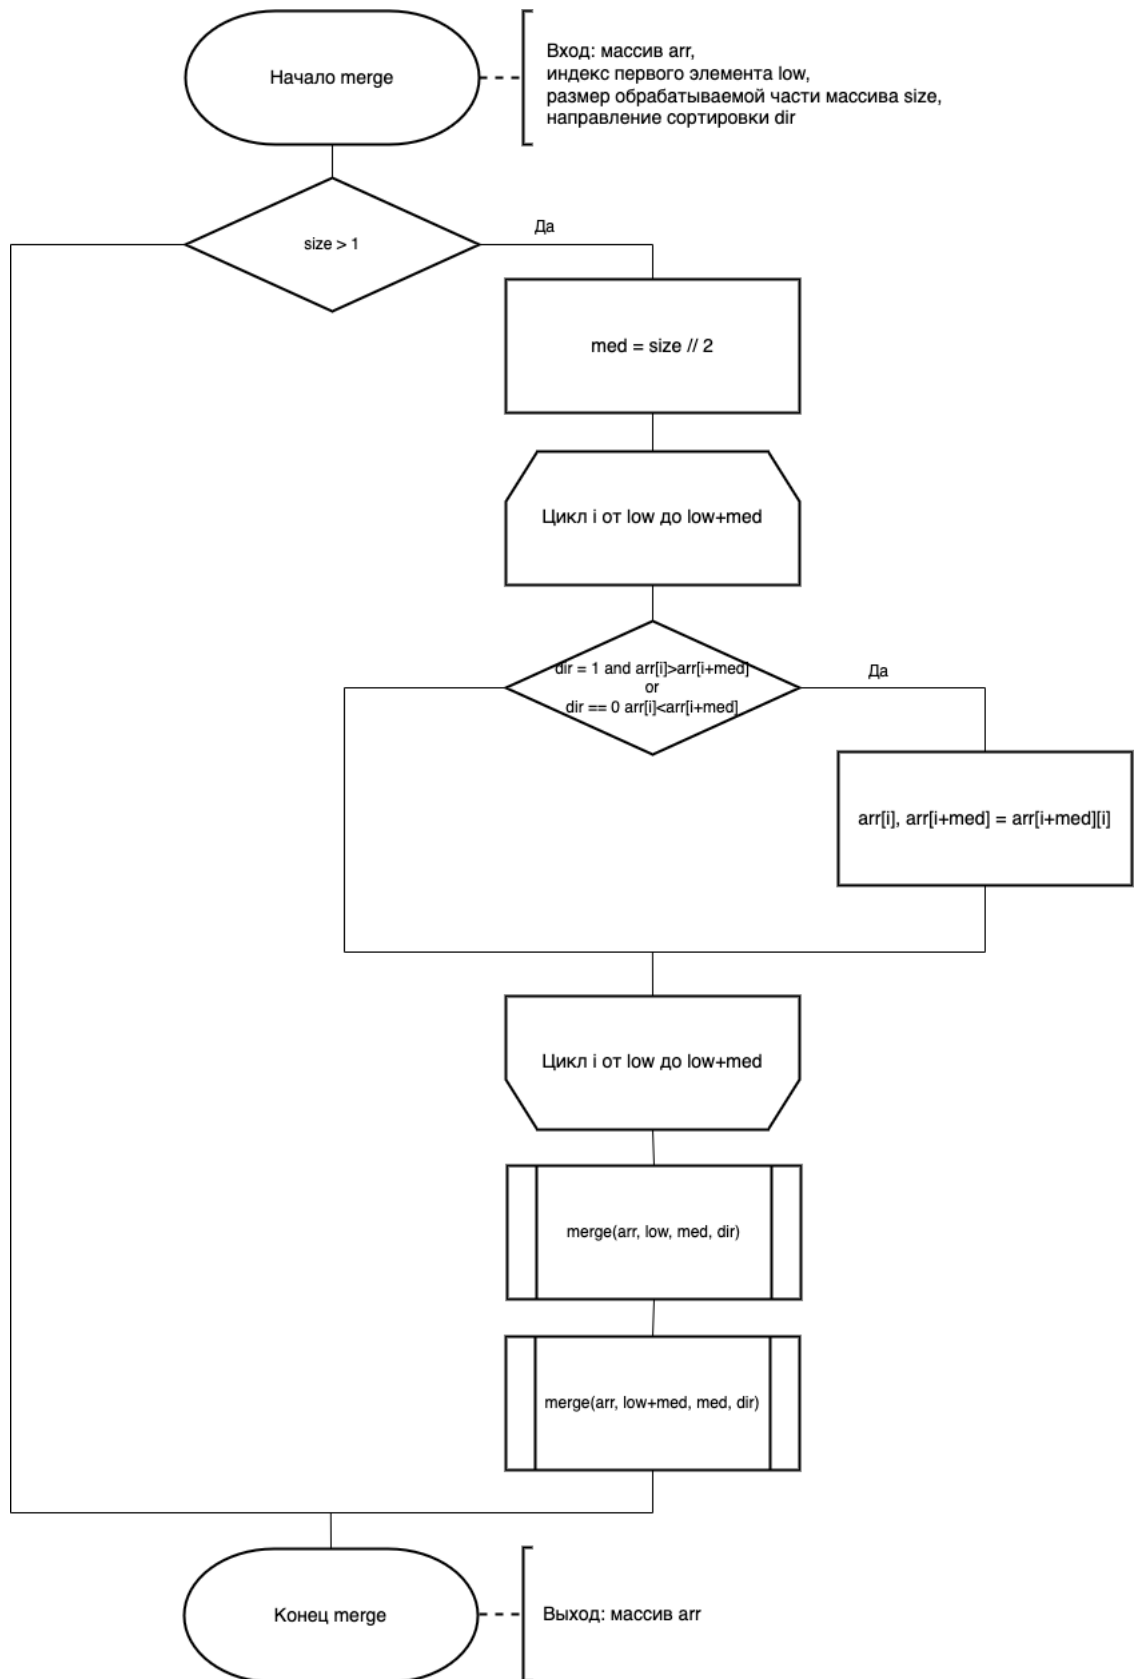 Начало merge
Вход: массив arr,
индекс первого элемента low,
размер обрабатываемой части массива size,
направление сортировки dir
size > 1
Да
med = size // 2
Цикл i от low до low+med
dir = 1 and arr[i]>arr[i+med]
or
dir == 0 arr[i]<arr[i+med]
Да
arr[i], arr[i+med] = arr[i+med][i]
Цикл i от low до low+med
merge(arr, low, med, dir)
merge(arr, low+med, med, dir)
Конец merge
Выход: массив arr